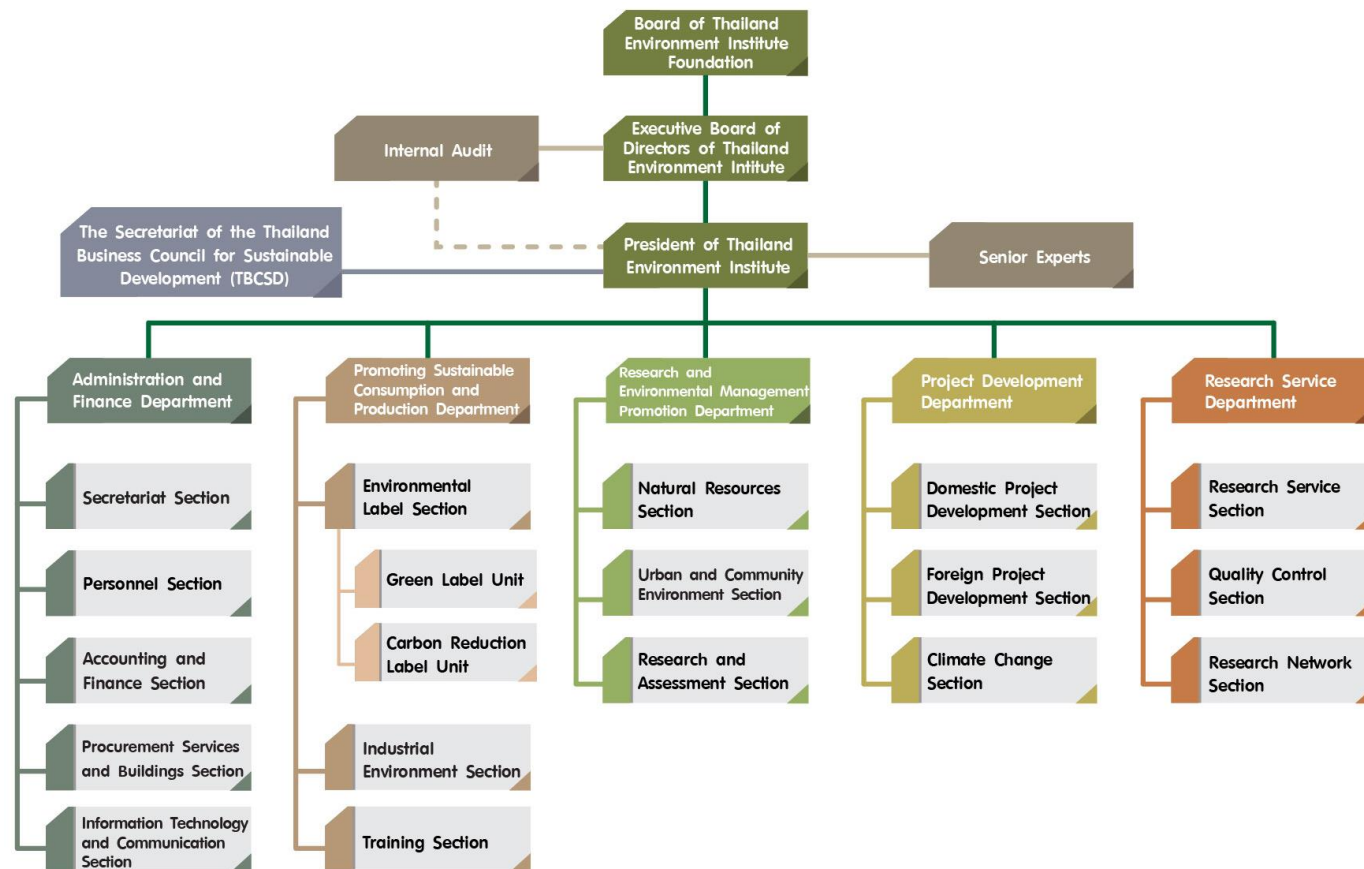 Board of Thailand
Environment Institute
Foundation
Internal Audit
Executive Board of
Directors of Thailand
Environment Intitute
The Secretariat of the Thailand
Business Council for Sustainable
Development (TBCSD)
President of Thailand
Environment Institute
Senior Experts
Administration and
Finance Department
Secretariat Section
Personnel Section
Accounting and
Finance Section
Procurement Services
and Buildings Section
Information Technology
and Communication
Section
Promoting Sustainable
Consumption and
Production Department
Environmental
Label Section
Green Label Unit
Carbon Reduction
Label Unit
Industrial
Environment Section
Training Section
Research and
Environmental Management
Promotion Department
Natural Resources
Section
Urban and Community
Environment Section
Research and
Assessment Section
Project Development
Department
Domestic Project
Development Section
Foreign Project
Development Section
Climate Change
Section
Research Service
Department
Research Service
Section
Quality Control
Section
Research Network
Section